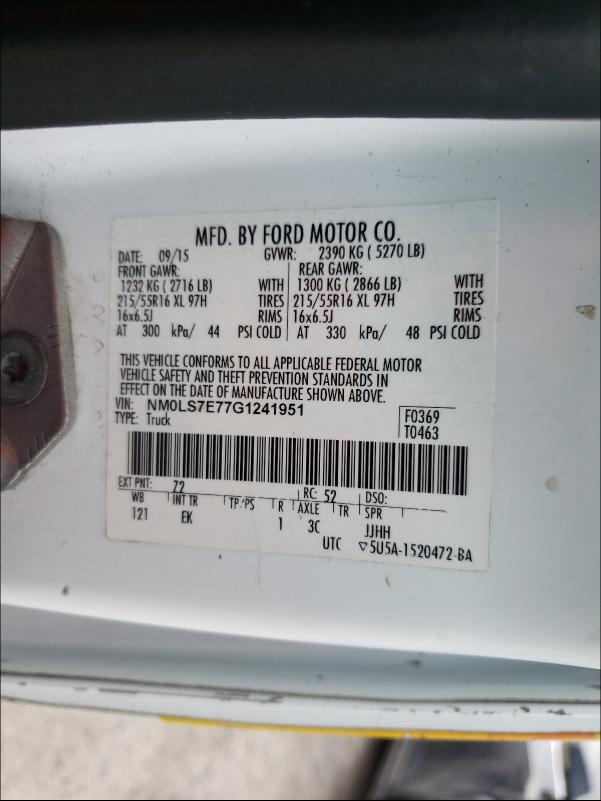 MFD. BY FORD MOTOR CO.
DATE: 09/15 GVWR: 2390 KG ( 5270 LB)
FRONT GAWR: REAR GAWR:
1232 KG ( 2716 LB) WITH 1300 KG ( 2866 LB) WITH
215/55R16 XL 97H TIRES 215/55R16 XL 97H TIRES
16x6.5J RIMS 16x6.5J RIMS
AT 300 kPa/ 44 PSI COLD AT 330 kPa/ 48 PSI COLD
THIS VEHICLE CONFORMS TO ALL APPLICABLE FEDERAL MOTOR
VEHICLE SAFETY AND THEFT PREVENTION STANDARDS IN
EFFECT ON THE DATE OF MANUFACTURE SHOWN ABOVE.
VIN: NM0LS7E77G1241951 F0369
TYPE: Truck T0463
EXT PNT: 72 RC: 52 DSO:
WB INT TR TP/PS R AXLE TR SPR
121 EK 1 3C JJHH
UTC ▽5U5A-1520472-BA